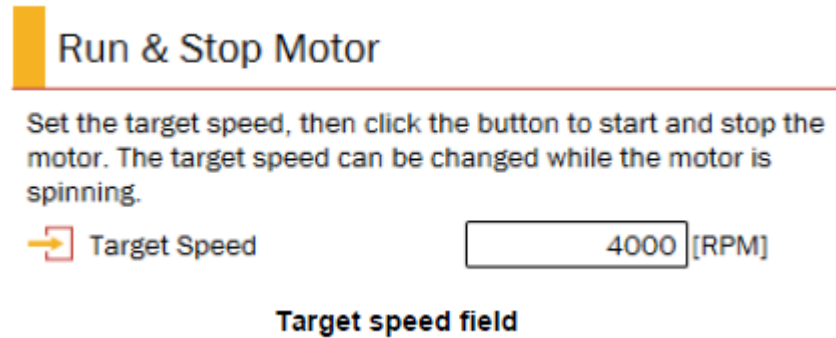 Run & Stop Motor
Set the target speed, then click the button to start and stop the
motor. The target speed can be changed while the motor is
spinning.
Target Speed 4000 [RPM]
Target speed field